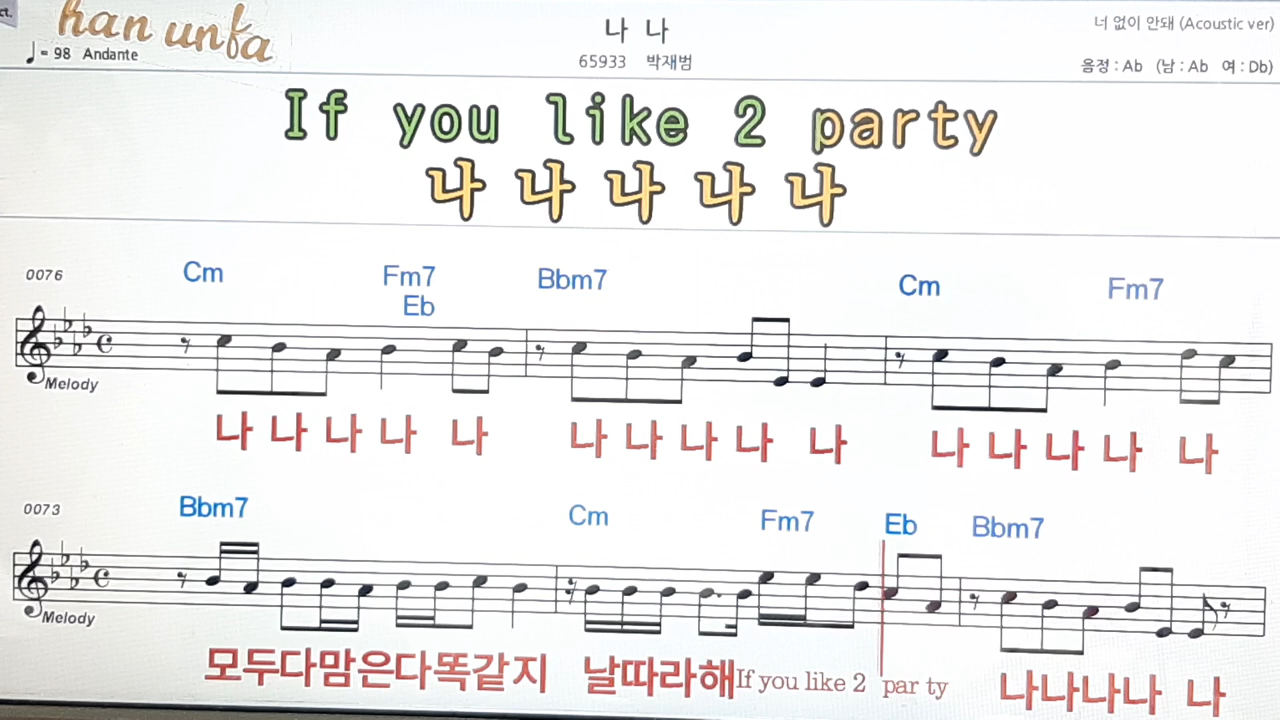 ct.
han unfa
♩= 98 Andante
나 나
65933 박재범
너 없이 안돼 (Acoustic ver)
음정 : Ab (남 : Ab 여 : Db)
If you like 2 party
나 나 나 나 나
0076
Cm Fm7 Bbm7 Cm Fm7
Eb
Melody
나 나 나 나 나 나 나 나 나 나 나 나 나 나 나
0073
Bbm7 Cm Fm7 Eb Bbm7
Melody
모두다맘은다똑같지 날따라해If you like 2 par ty 나나나나 나